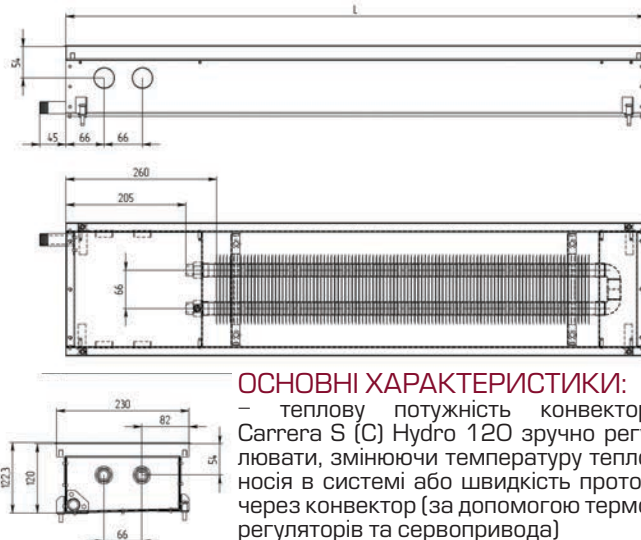 L
54
45 66 66
260
205
66
ОСНОВНІ ХАРАКТЕРИСТИКИ:
– теплову потужність конвектор
Carrera S (C) Hydro 120 зручно регу
лювати, змінюючи температуру тепло
носія в системі або швидкість прото
через конвектор (за допомогою термо
регуляторів та сервопривода)
230
82
54
122,3
120
66